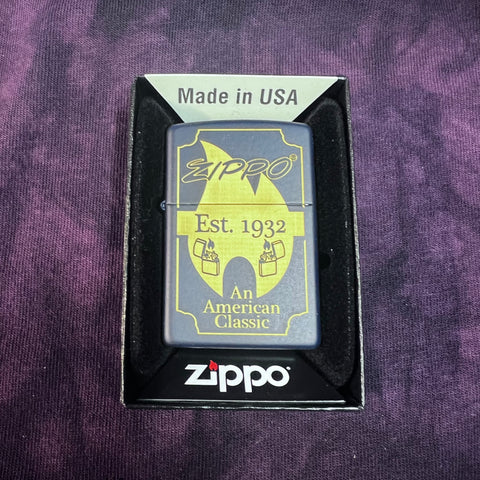 Made in USA
ZIPPO
Est. 1932
An
American
Classic
zippo